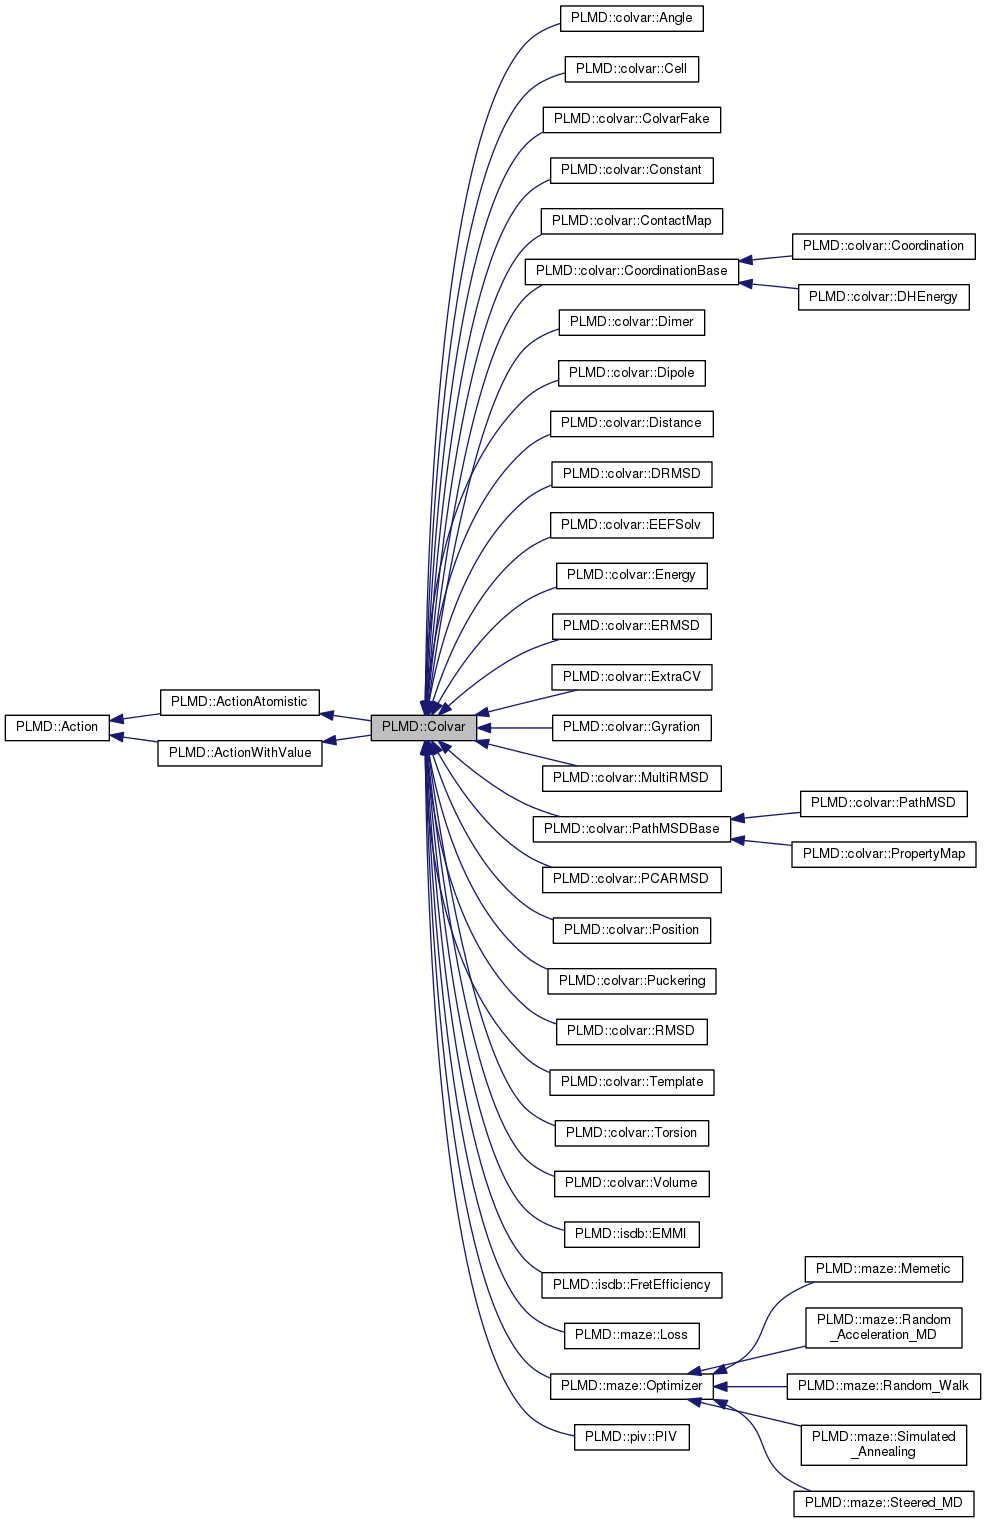 PLMD::colvar::Angle
PLMD::colvar::Cell
PLMD::colvar::ColvarFake
PLMD::colvar::Constant
PLMD::colvar::ContactMap
PLMD::colvar::Coordination
PLMD::colvar::CoordinationBase
PLMD::colvar::DHEnergy
PLMD::colvar::Dimer
PLMD::colvar::Dipole
PLMD::colvar::Distance
PLMD::colvar::DRMSD
PLMD::colvar::EEFSolv
PLMD::colvar::Energy
PLMD::colvar::ERMSD
PLMD::colvar::ExtraCV
PLMD::ActionAtomistic
PLMD::Action
PLMD::Colvar
PLMD::colvar::Gyration
PLMD::ActionWithValue
PLMD::colvar::MultiRMSD
PLMD::colvar::PathMSD
PLMD::colvar::PathMSDBase
PLMD::colvar::PropertyMap
PLMD::colvar::PCARMSD
PLMD::colvar::Position
PLMD::colvar::Puckering
PLMD::colvar::RMSD
PLMD::colvar::Template
PLMD::colvar::Torsion
PLMD::colvar::Volume
PLMD::isdb::EMMI
PLMD::maze::Memetic
PLMD::isdb::FretEfficiency
PLMD::maze::Random
_Acceleration_MD
PLMD::maze::Loss
PLMD::maze::Optimizer
PLMD::maze::Random_Walk
PLMD::piv::PIV
PLMD::maze::Simulated
_Annealing
PLMD::maze::Steered_MD